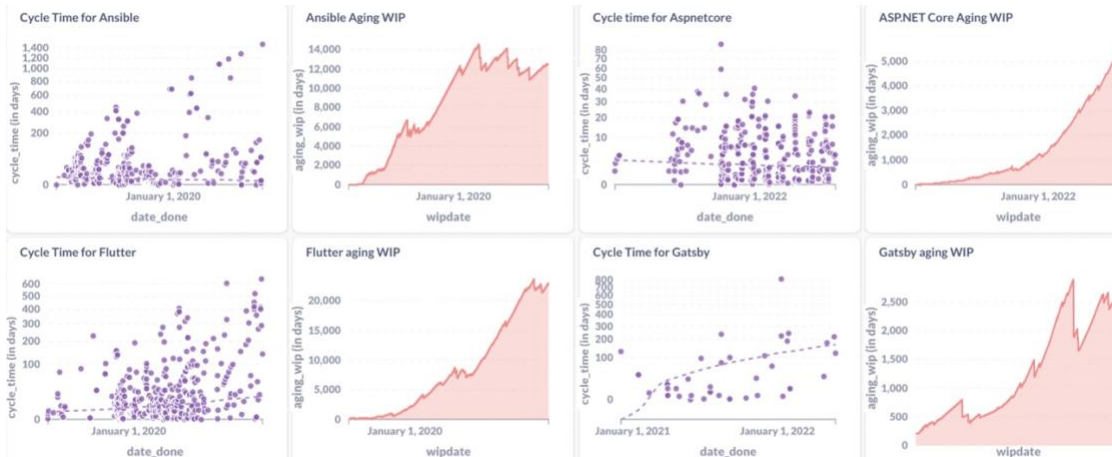 Cycle Time for Ansible
1,400
1,200
1,000
800
600
400
200
0
cycle_time (in days)
January 1, 2020
date_done
Ansible Aging WIP
14,000
12,000
10,000
8,000
6,000
4,000
2,000
0
aging_wip (in days)
January 1, 2020
wipdate
Cycle time for Aspnetcore
80
70
60
50
40
30
20
10
0
cycle_time (in days)
January 1, 2022
date_done
ASP.NET Core Aging WIP
5,000
4,000
3,000
2,000
1,000
0
aging_wip (in days)
January 1, 2022
wipdate
Cycle Time for Flutter
600
500
400
300
200
100
0
cycle_time (in days)
January 1, 2020
date_done
Flutter aging WIP
20,000
15,000
10,000
5,000
0
aging_wip (in days)
January 1, 2020
wipdate
Cycle Time for Gatsby
800
700
600
500
400
300
200
100
0
cycle_time (in days)
January 1, 2021
January 1, 2022
date_done
Gatsby aging WIP
2,500
2,000
1,500
1,000
500
0
aging_wip (in days)
wipdate